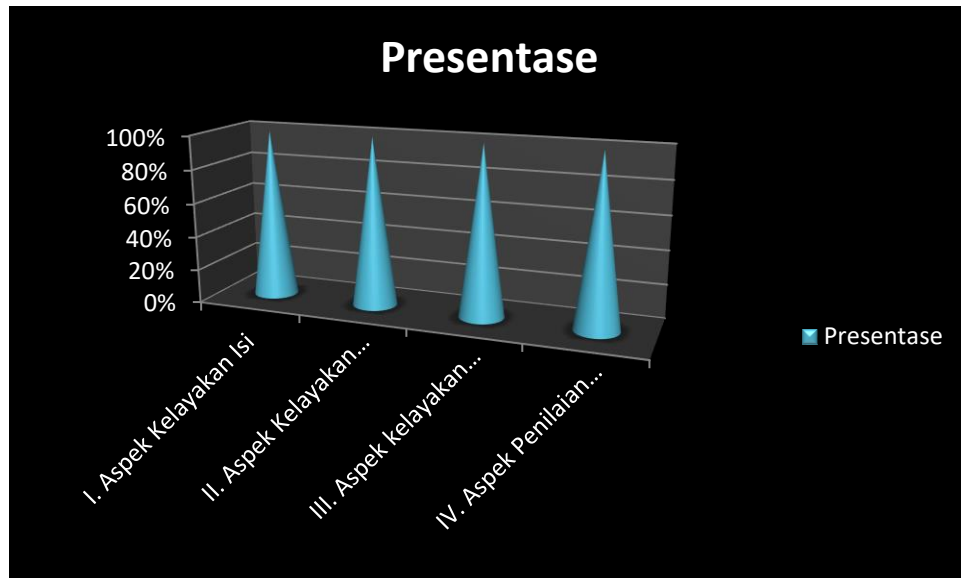 Presentase
100%
80%
60%
40%
20%
0%
I. Aspek Kelayakan Isi
II. Aspek Kelayakan...
III. Aspek kelayakan...
IV. Aspek Penilaian...
Presentase